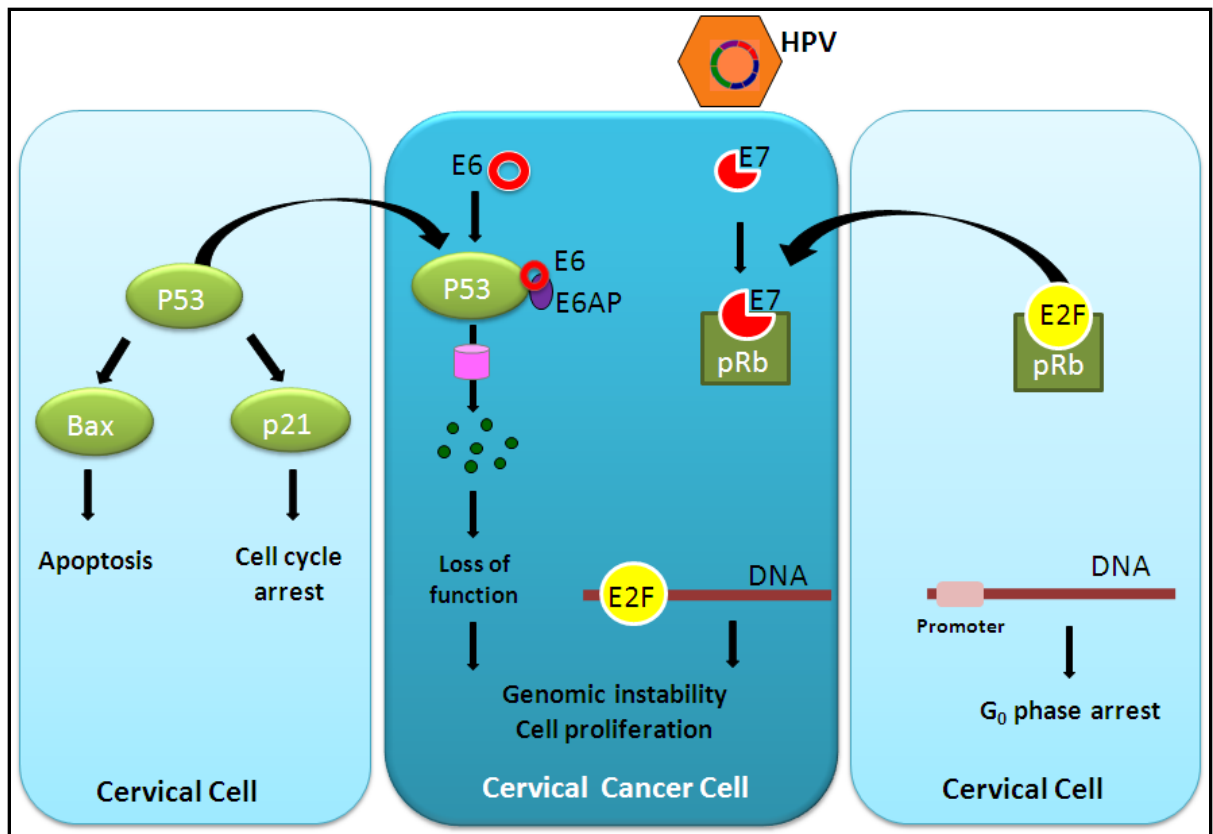 HPV
P53
Bax
p21
Apoptosis
Cell cycle
arrest
Cervical Cell
E6
P53
E6
E6AP
Loss of
function
E7
E7
pRb
E2F
DNA
Genomic instability
Cell proliferation
Cervical Cancer Cell
E2F
pRb
DNA
Promoter
G₀ phase arrest
Cervical Cell